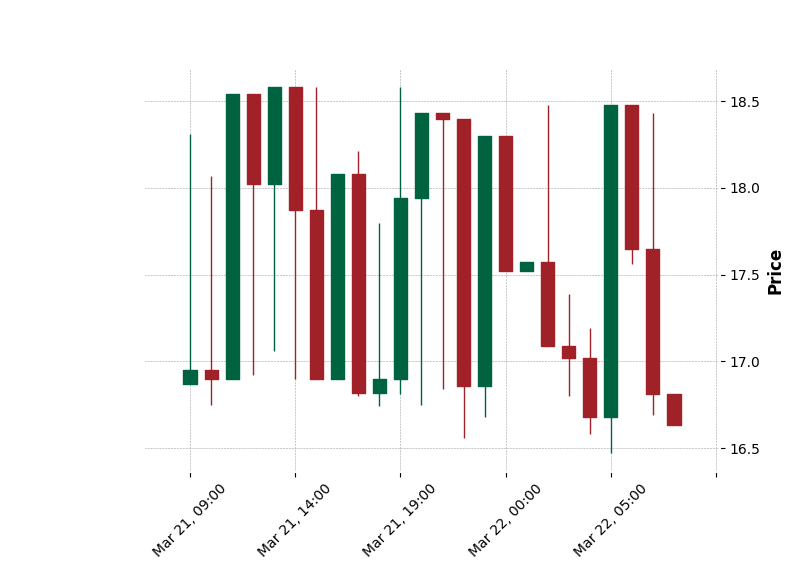 18.5
18.0
17.5
17.0
16.5
Price
Mar 21, 09:00
Mar 21, 14:00
Mar 21, 19:00
Mar 22, 00:00
Mar 22, 05:00